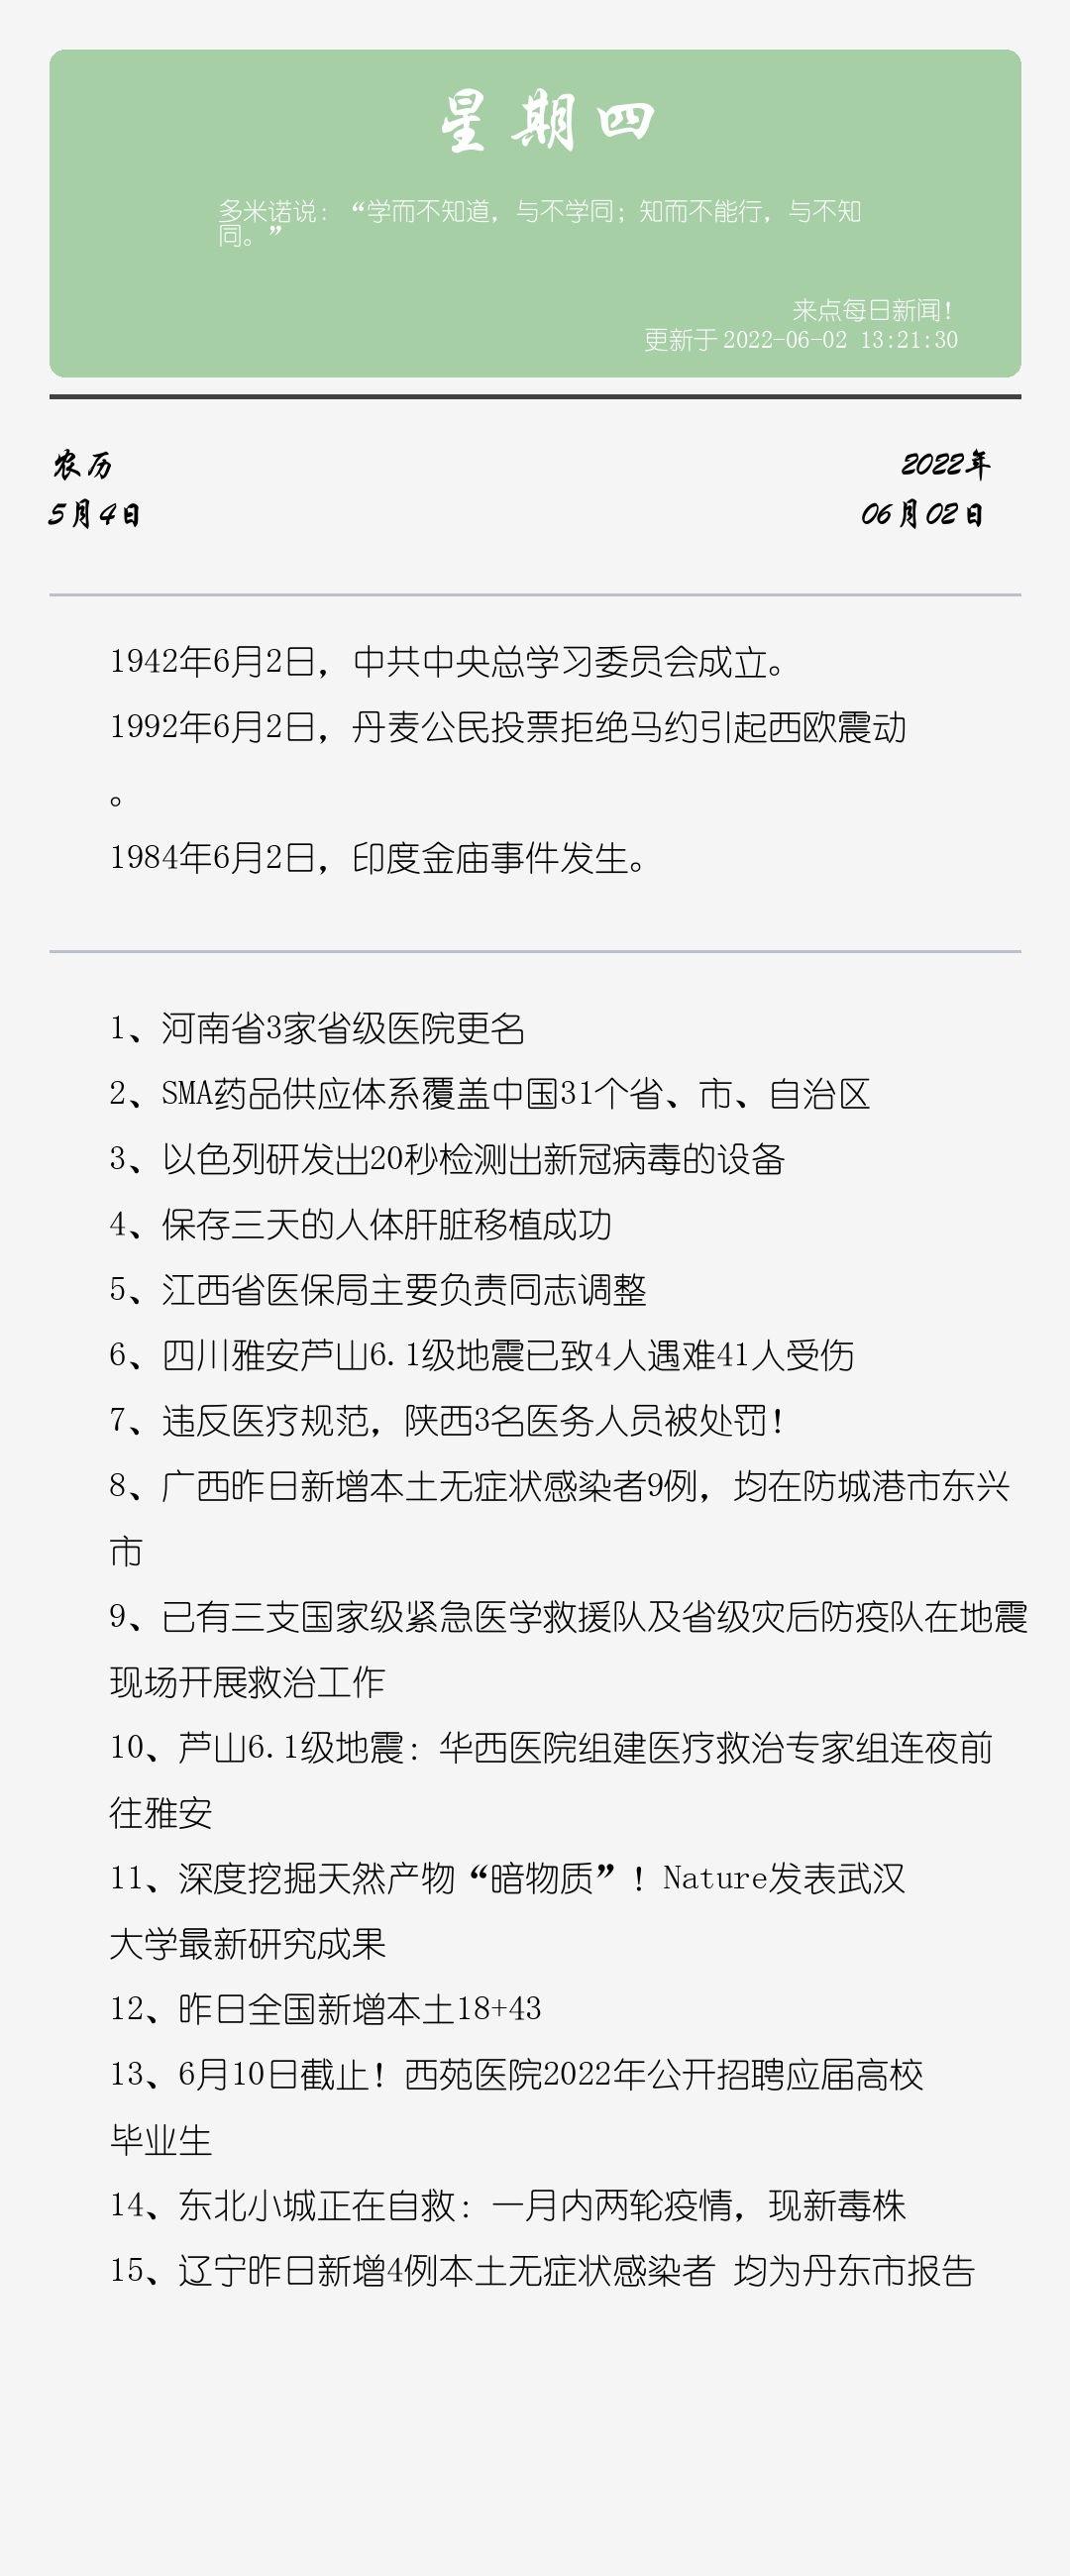 星期四
多米诺说：“学而不知道，与不学同；知而不能行，与不知
同。”
来点每日新闻！
更新于 2022-06-02 13:21:30
农历
2022年
5月4日
06月02日
1942年6月2日，中共中央总学习委员会成立。
1992年6月2日，丹麦公民投票拒绝马约引起西欧震动
。
1984年6月2日，印度金庙事件发生。
1、河南省3家省级医院更名
2、SMA药品供应体系覆盖中国31个省、市、自治区
3、以色列研发出20秒检测出新冠病毒的设备
4、保存三天的人体肝脏移植成功
5、江西省医保局主要负责同志调整
6、四川雅安芦山6.1级地震已致4人遇难41人受伤
7、违反医疗规范，陕西3名医务人员被处罚！
8、广西昨日新增本土无症状感染者9例，均在防城港市东兴
市
9、已有三支国家级紧急医学救援队及省级灾后防疫队在地震
现场开展救治工作
10、芦山6.1级地震：华西医院组建医疗救治专家组连夜前
往雅安
11、深度挖掘天然产物“暗物质”！Nature发表武汉
大学最新研究成果
12、昨日全国新增本土18+43
13、6月10日截止！西苑医院2022年公开招聘应届高校
毕业生
14、东北小城正在自救：一月内两轮疫情，现新毒株
15、辽宁昨日新增4例本土无症状感染者 均为丹东市报告